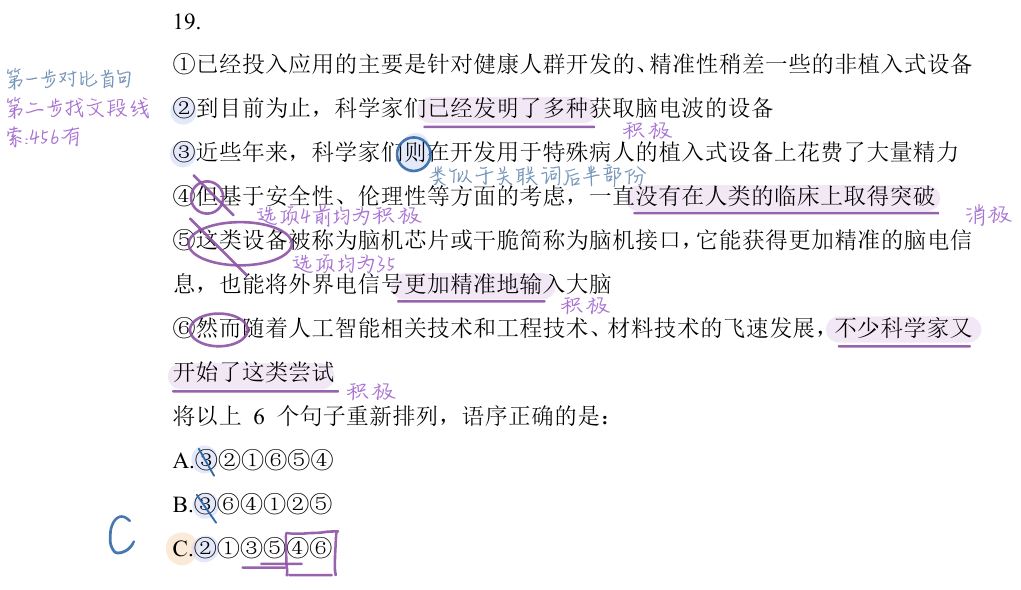 19.
①已经投入应用的主要是针对健康人群开发的、精准性稍差一些的非植入式设备
第一步对比首句
第二步找文段线
索:456有
②到目前为止，科学家们已经发明了多种获取脑电波的设备
积极
③近些年来，科学家们则在开发用于特殊病人的植入式设备上花费了大量精力
类似于关联词后半部份
④但基于安全性、伦理性等方面的考虑，一直没有在人类的临床上取得突破
选项4前均为积极
消极
⑤这类设备被称为脑机芯片或干脆简称为脑机接口，它能获得更加精准的脑电信
选项均为35
息，也能将外界电信号更加精准地输入大脑
积极
⑥然而随着人工智能相关技术和工程技术、材料技术的飞速发展，不少科学家又
开始了这类尝试
积极
将以上 6 个句子重新排列，语序正确的是：
A.③②①⑥⑤④
B.③⑥④①②⑤
C
C.②①③⑤④⑥